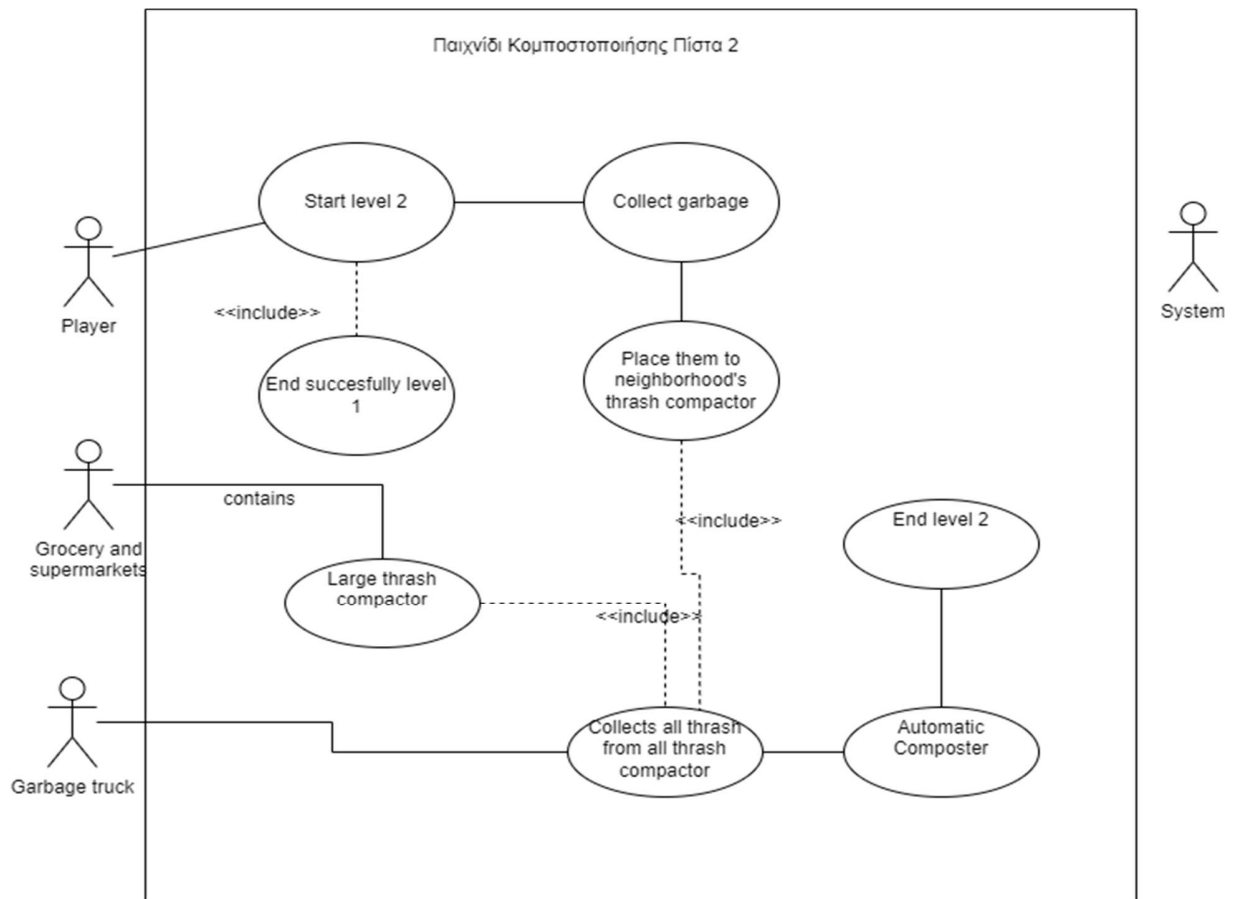 Παιχνίδι Κομποστοποιήσης Πίστα 2
Start level 2
Collect garbage
Player
System
<<include>>
End succesfully level
1
Place them to
neighborhood's
thrash compactor
contains
Grocery and
supermarkets
<<include>>
End level 2
Large thrash
compactor
<<include>>
Garbage truck
Collects all thrash
from all thrash
compactor
Automatic
Composter